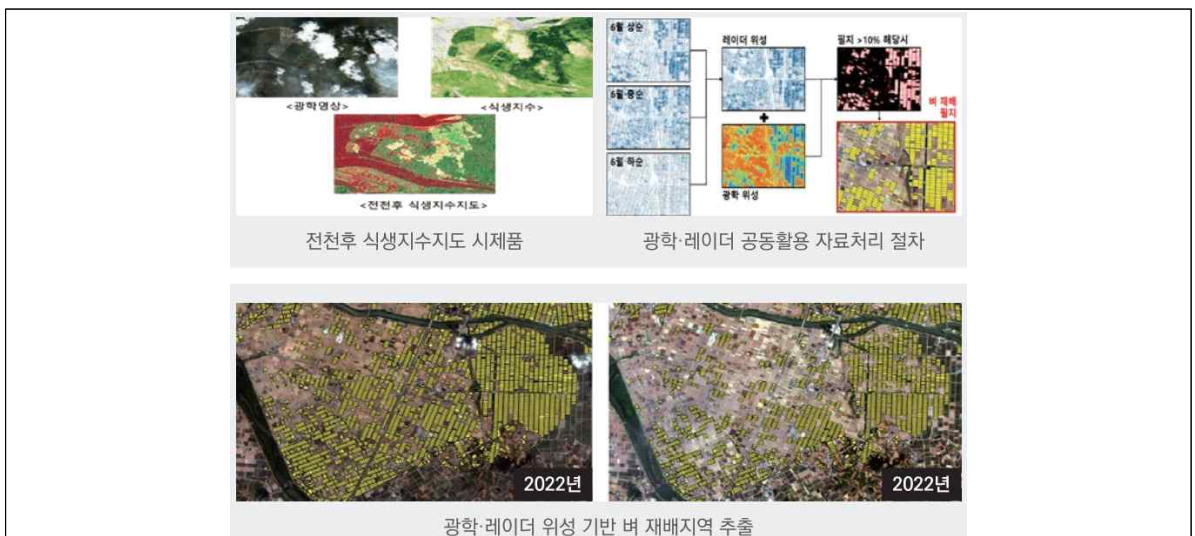 6월 상순
레이더 위성
필지 >10% 해당시
<광학영상>
<식생지수>
6월 중순
벼 재배
필지
6월 하순
광학 위성
<전천후 식생지수지도>
전천후 식생지수지도 시제품
광학·레이더 공동활용 자료처리 절차
2022년
2022년
광학·레이더 위성 기반 벼 재배지역 추출